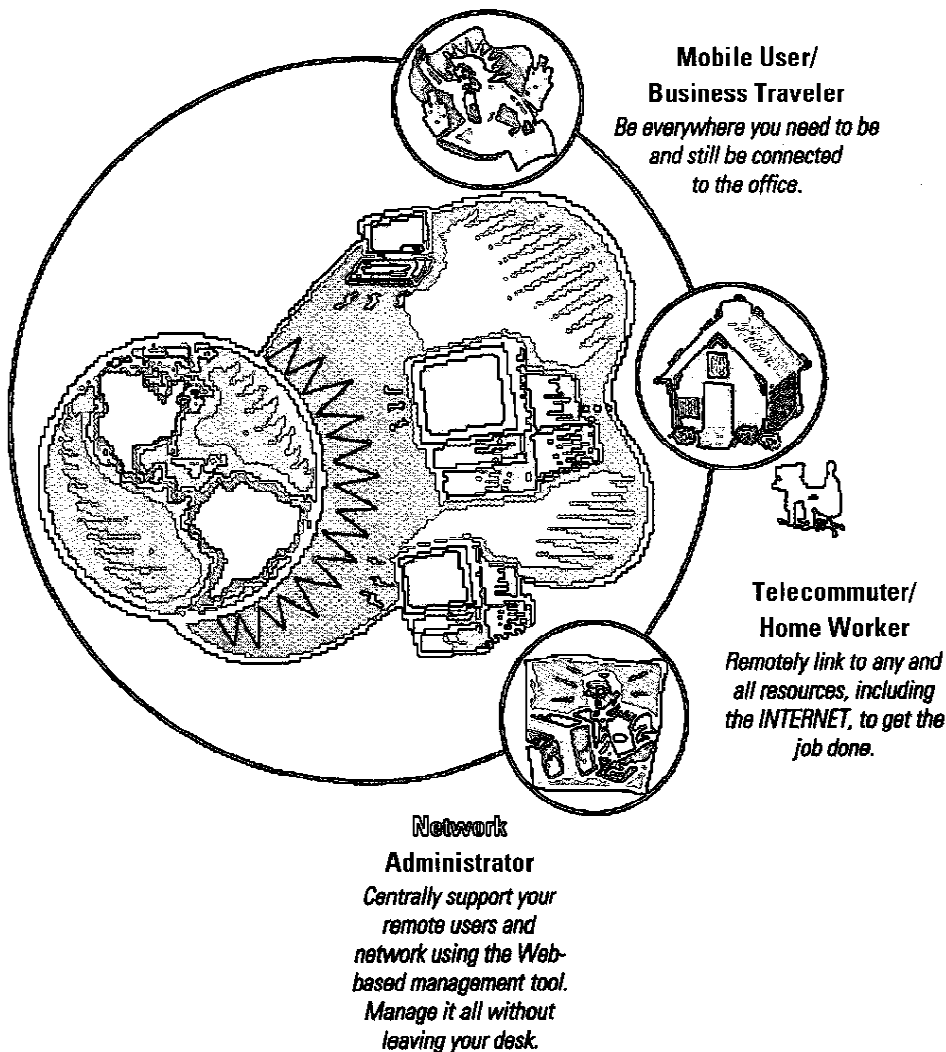 Mobile User/
Business Traveler
Be everywhere you need to be
and still be connected
to the office.
Telecommuter/
Home Worker
Remotely link to any and
all resources, including
the INTERNET, to get the
job done.
Network
Administrator
Centrally support your
remote users and
network using the Web-
based management tool.
Manage it all without
leaving your desk.